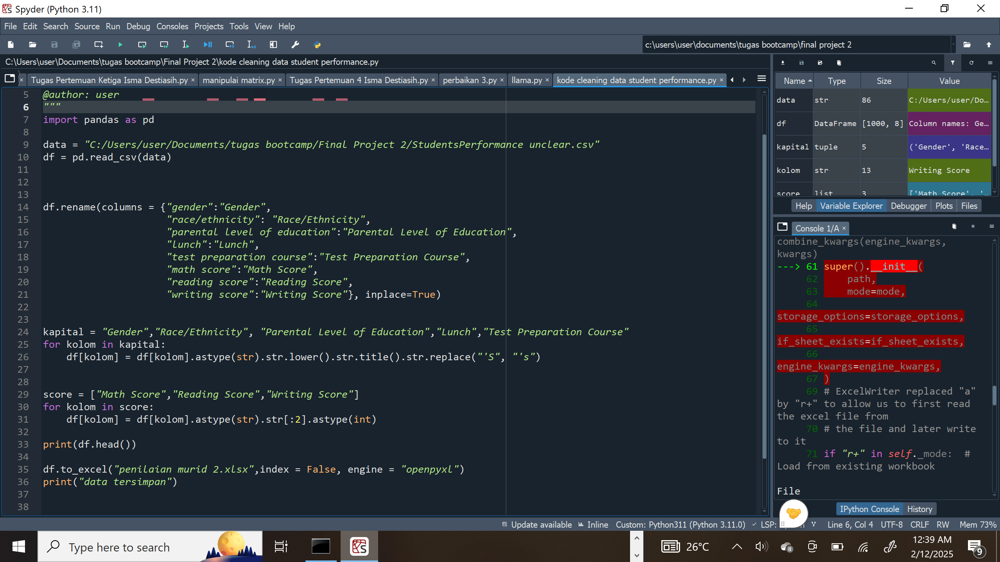 Spyder (Python 3.11)
File Edit Search Source Run Debug Consoles Projects Tools View Help
c:\users\user\documents\tugas bootcamp\final project 2
C:\Users\user\Documents\tugas bootcamp\Final Project 2\kode cleaning data student performance.py
Tugas Pertemuan Ketiga Isma Destiasih.py manipulai matrix.py Tugas Pertemuan 4 Isma Destiasih.py perbaikan 3.py llama.py kode cleaning data student performance.py
5 @author: user
6 """
7 import pandas as pd
8
9 data = "C:/Users/user/Documents/tugas bootcamp/Final Project 2/StudentsPerformance unclear.csv"
10 df = pd.read_csv(data)
11
12
13
14 df.rename(columns = {"gender":"Gender",
15 "race/ethnicity": "Race/Ethnicity",
16 "parental level of education":"Parental Level of Education",
17 "lunch":"Lunch",
18 "test preparation course":"Test Preparation Course",
19 "math score":"Math Score",
20 "reading score":"Reading Score",
21 "writing score":"Writing Score"}, inplace=True)
22
23
24 kapital = "Gender","Race/Ethnicity", "Parental Level of Education","Lunch","Test Preparation Course"
25 for kolom in kapital:
26 df[kolom] = df[kolom].astype(str).str.lower().str.title().str.replace("'S", "'s")
27
28
29 score = ["Math Score","Reading Score","Writing Score"]
30 for kolom in score:
31 df[kolom] = df[kolom].astype(str).str[:2].astype(int)
32
33 print(df.head())
34
35 df.to_excel("penilaian murid 2.xlsx",index = False, engine = "openpyxl")
36 print("data tersimpan")
37
38
Name Type Size Value
data str 86 C:/Users/user/Do…
df DataFrame [1000, 8] Column names: Ge…
kapital tuple 5 ('Gender', 'Race…
kolom str 13 Writing Score
score list 3 ['Math Score', '…
Help Variable Explorer Debugger Plots Files
Console 1/A
combine_kwargs(engine_kwargs,
kwargs)
---> 61 super().__init__(
62 path,
63 mode=mode,
64
storage_options=storage_options,
65
if_sheet_exists=if_sheet_exists,
66
engine_kwargs=engine_kwargs,
67 )
69 # ExcelWriter replaced "a"
by "r+" to allow us to first read
the excel file from
70 # the file and later write
to it
71 if "r+" in self._mode: #
Load from existing workbook
File
IPython Console History
Update available Inline Custom: Python311 (Python 3.11.0) LSP: Line 6, Col 4 UTF-8 CRLF RW Mem 73%
Type here to search
26°C
12:39 AM
2/12/2025
9